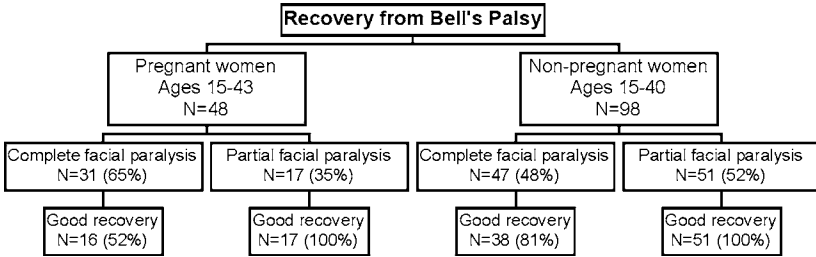 Recovery from Bell's Palsy
Pregnant women
Ages 15-43
N=48
Non-pregnant women
Ages 15-40
N=98
Complete facial paralysis
N=31 (65%)
Partial facial paralysis
N=17 (35%)
Complete facial paralysis
N=47 (48%)
Partial facial paralysis
N=51 (52%)
Good recovery
N=16 (52%)
Good recovery
N=17 (100%)
Good recovery
N=38 (81%)
Good recovery
N=51 (100%)